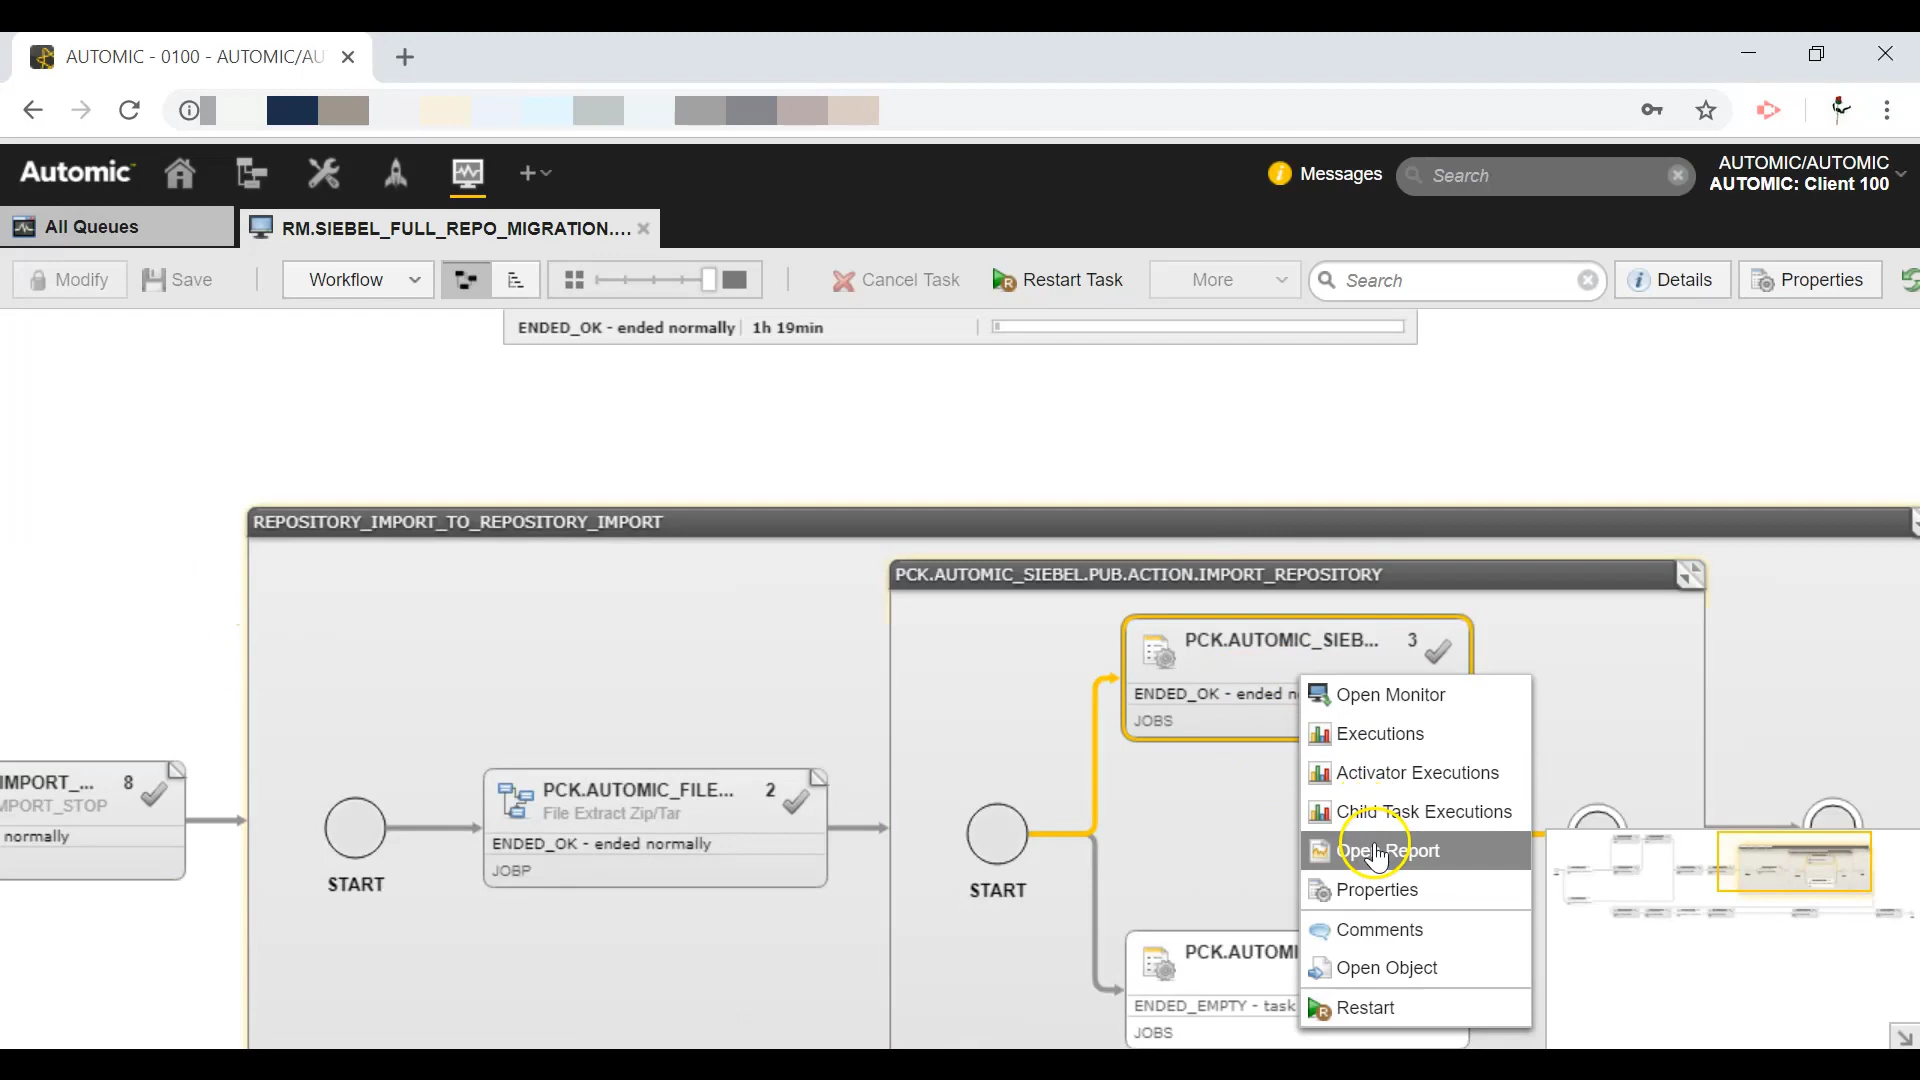 AUTOMIC - 0100 - AUTOMIC/AU
Automic
Messages
Search
AUTOMIC/AUTOMIC
AUTOMIC: Client 100
All Queues
RM.SIEBEL_FULL_REPO_MIGRATION....
Modify
Save
Workflow
Cancel Task
Restart Task
More
Search
Details
Properties
ENDED_OK - ended normally
1h 19min
REPOSITORY_IMPORT_TO_REPOSITORY_IMPORT
PCK.AUTOMIC_SIEBEL.PUB.ACTION.IMPORT_REPOSITORY
PCK.AUTOMIC_SIEB... 3
ENDED_OK - ended n
JOBS
IMPORT_... 8
MPORT_STOP
normally
START
PCK.AUTOMIC_FILE... 2
File Extract Zip/Tar
ENDED_OK - ended normally
JOBP
START
PCK.AUTOMI
ENDED_EMPTY - task
JOBS
Open Monitor
Executions
Activator Executions
Child Task Executions
Open Report
Properties
Comments
Open Object
Restart